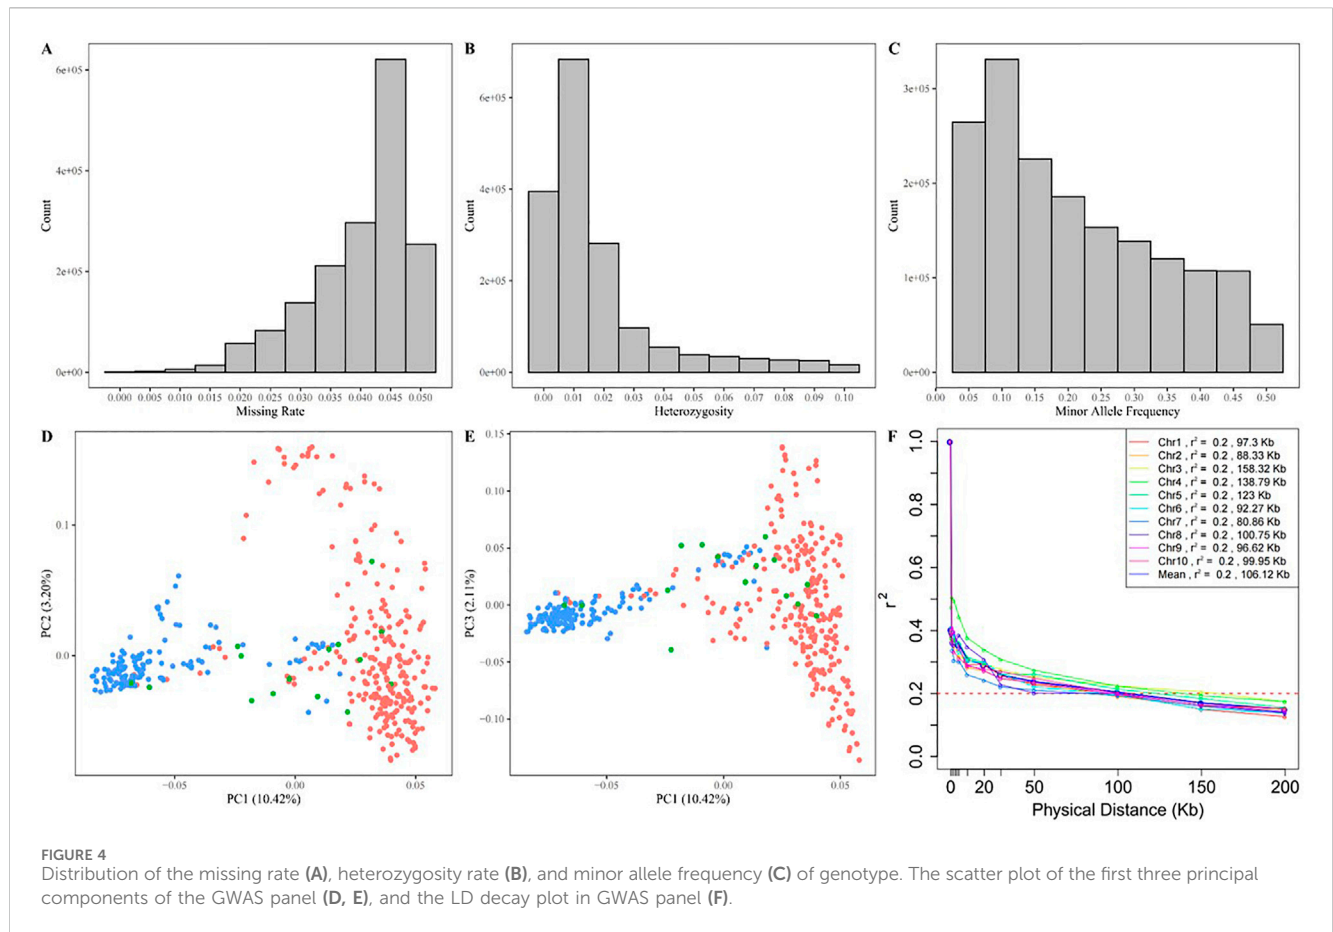 A
6e+05
4e+05
2e+05
0e+00
Count
0.000 0.005 0.010 0.015 0.020 0.025 0.030 0.035 0.040 0.045 0.050
Missing Rate
B
6e+05
4e+05
2e+05
0e+00
Count
0.00 0.01 0.02 0.03 0.04 0.05 0.06 0.07 0.08 0.09 0.10
Heterozygosity
C
3e+05
2e+05
1e+05
0e+00
Count
0.00 0.05 0.10 0.15 0.20 0.25 0.30 0.35 0.40 0.45 0.50
Minor Allele Frequency
D
0.1
0.0
PC2 (3.20%)
−0.05 0.00 0.05
PC1 (10.42%)
E
0.15
0.10
0.05
0.00
−0.05
−0.10
PC3 (2.11%)
−0.05 0.00 0.05
PC1 (10.42%)
F
1.0
0.8
0.6
0.4
0.2
0.0
r²
Chr1 , r² = 0.2 , 97.3 Kb
Chr2 , r² = 0.2 , 88.33 Kb
Chr3 , r² = 0.2 , 158.32 Kb
Chr4 , r² = 0.2 , 138.79 Kb
Chr5 , r² = 0.2 , 123 Kb
Chr6 , r² = 0.2 , 92.27 Kb
Chr7 , r² = 0.2 , 80.86 Kb
Chr8 , r² = 0.2 , 100.75 Kb
Chr9 , r² = 0.2 , 96.62 Kb
Chr10 , r² = 0.2 , 99.95 Kb
Mean , r² = 0.2 , 106.12 Kb
0 20 50 100 150 200
Physical Distance (Kb)
FIGURE 4
Distribution of the missing rate (A), heterozygosity rate (B), and minor allele frequency (C) of genotype. The scatter plot of the first three principal
components of the GWAS panel (D, E), and the LD decay plot in GWAS panel (F).